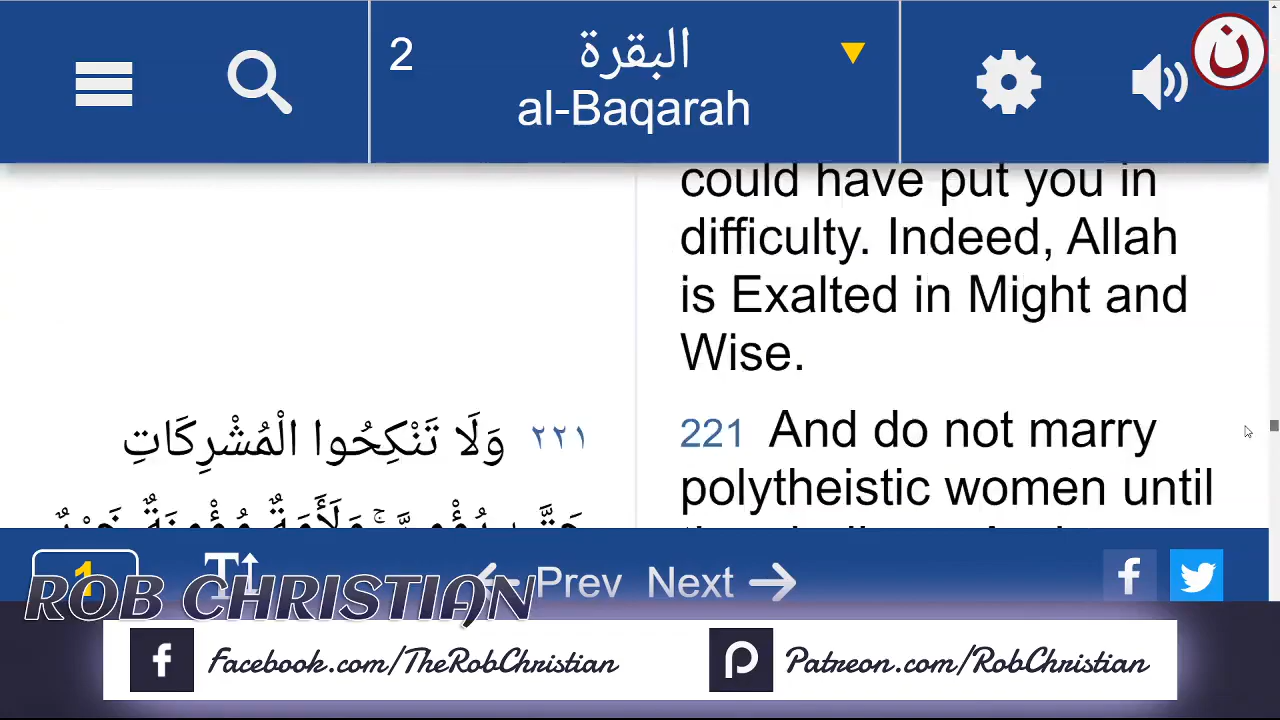 2
البقرة
al-Baqarah
ن
could have put you in
difficulty. Indeed, Allah
is Exalted in Might and
Wise.
٢٢١ وَلَا تَنْكِحُوا الْمُشْرِكَاتِ
221 And do not marry
polytheistic women until
1
Prev Next
ROB CHRISTIAN
Facebook.com/TheRobChristian
Patreon.com/RobChristian